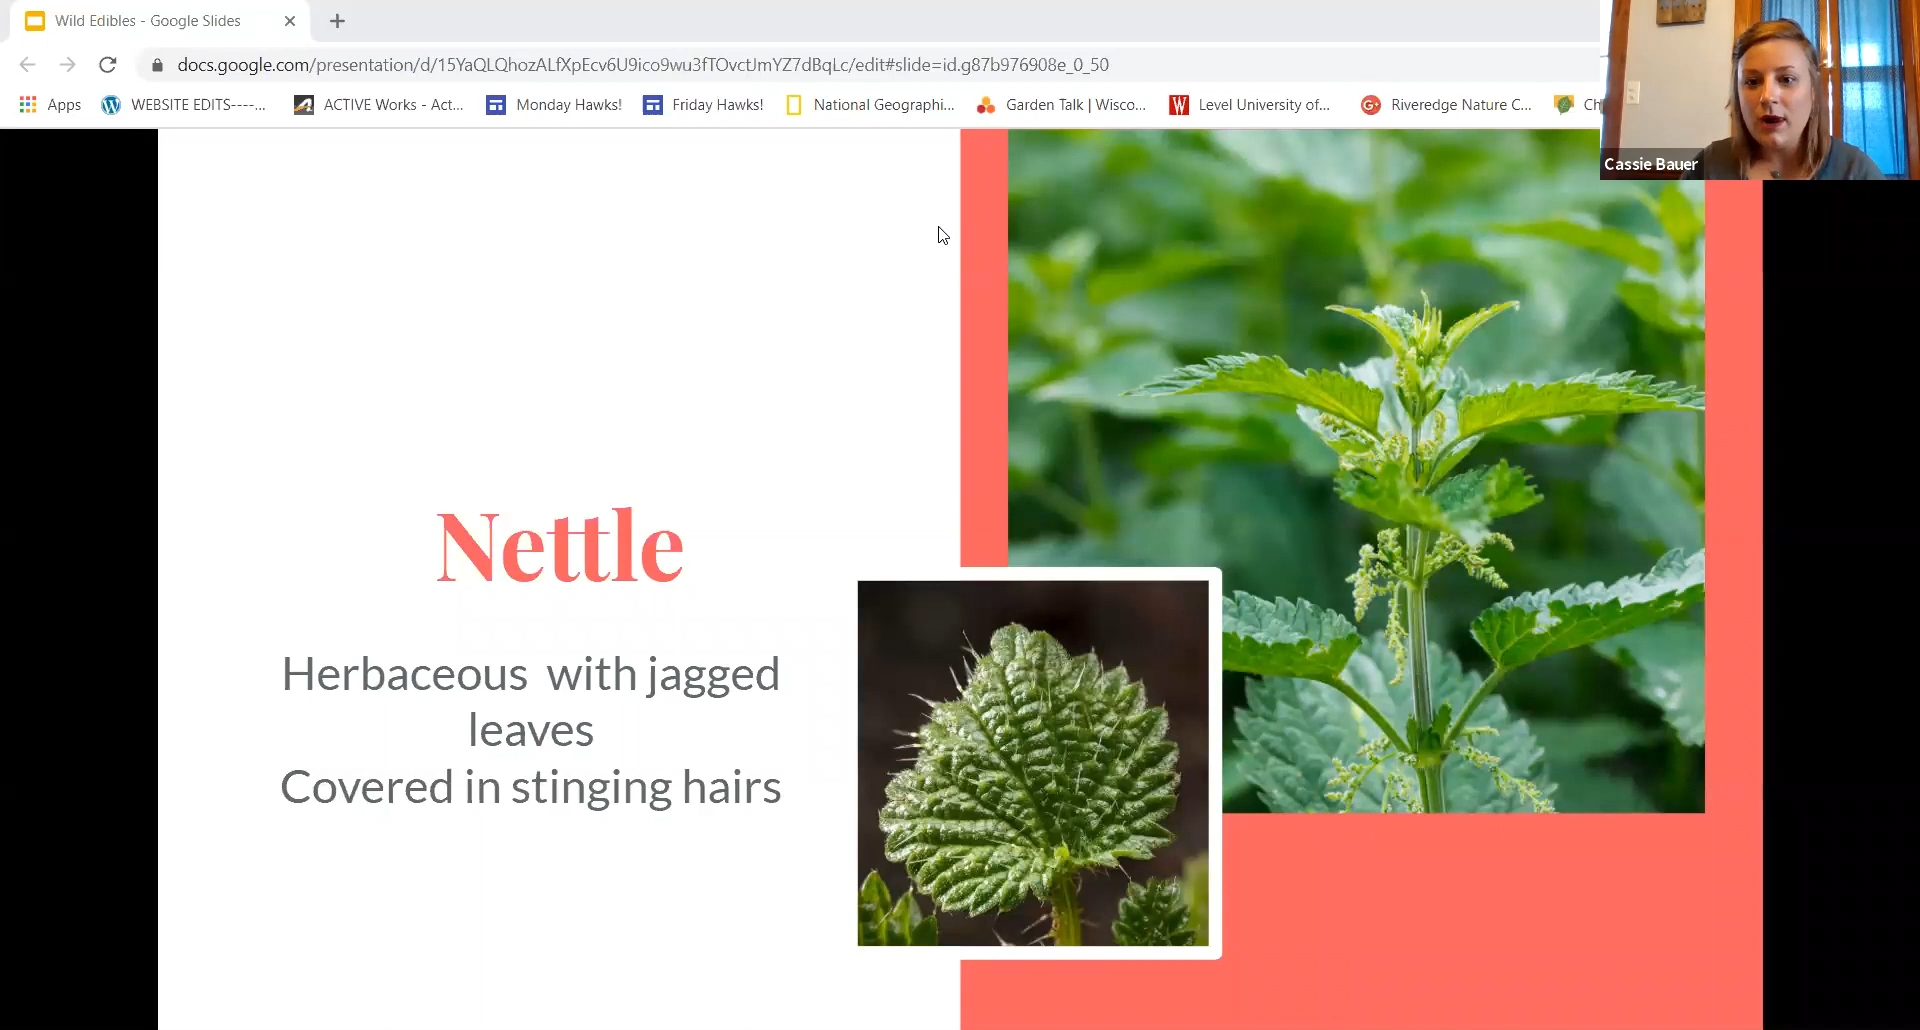 Wild Edibles - Google Slides
docs.google.com/presentation/d/15YaQLQhozALfXpEcv6U9ico9wu3fTOvctJmYZ7dBqLc/edit#slide=id.g87b976908e_0_50
Apps WEBSITE EDITS----... ACTIVE Works - Act... Monday Hawks! Friday Hawks! National Geographi... Garden Talk | Wisco... Level University of... Riveredge Nature C... Ch
Cassie Bauer
Nettle
Herbaceous with jagged
leaves
Covered in stinging hairs